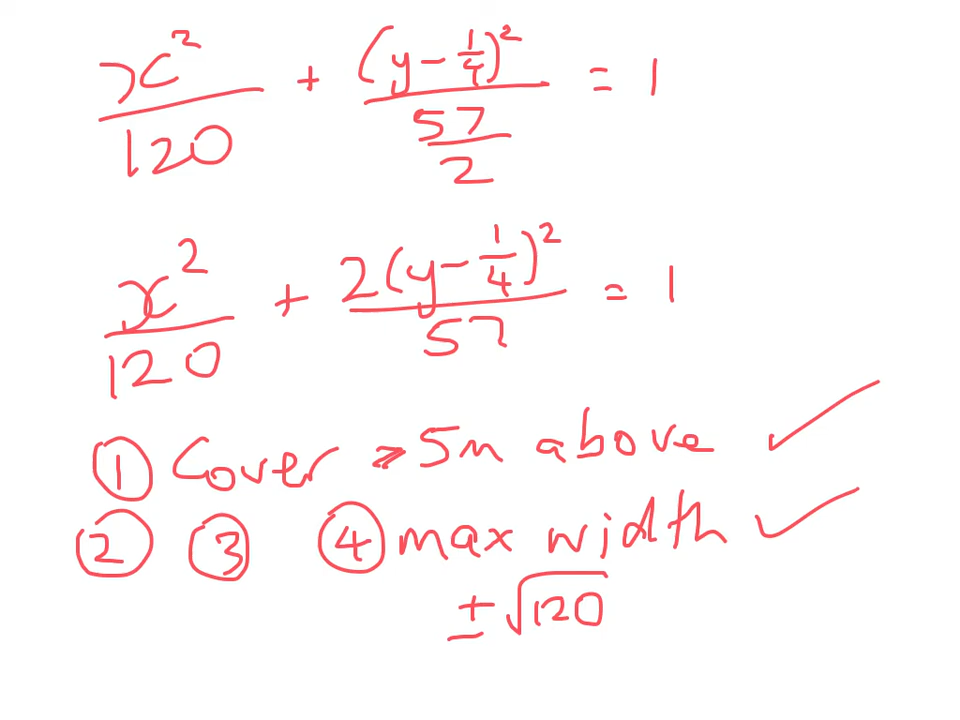 x²/120 + (y - 1/4)²/(57/2) = 1
x²/120 + 2(y - 1/4)²/57 = 1
① Cover ≥ 5m above ✓
② ③ ④ max width ✓
± √120